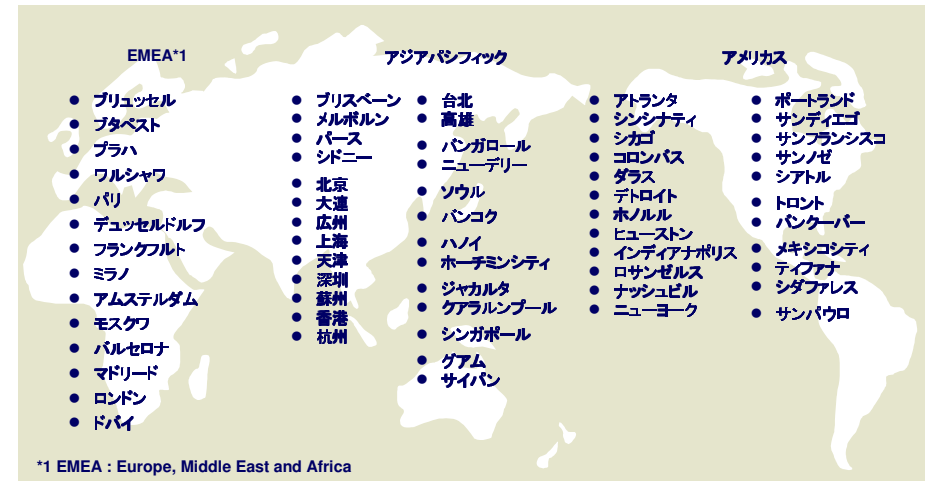 EMEA*1
● ブリュッセル
● ブタペスト
● プラハ
● ワルシャワ
● パリ
● デュッセルドルフ
● フランクフルト
● ミラノ
● アムステルダム
● モスクワ
● バルセロナ
● マドリード
● ロンドン
● ドバイ
アジアパシフィック
● ブリスベーン
● メルボルン
● パース
● シドニー
● 北京
● 大連
● 広州
● 上海
● 天津
● 深圳
● 蘇州
● 香港
● 杭州
● 台北
● 高雄
● バンガロール
● ニューデリー
● ソウル
● バンコク
● ハノイ
● ホーチミンシティ
● ジャカルタ
● クアラルンプール
● シンガポール
● グアム
● サイパン
アメリカス
● アトランタ
● シンシナティ
● シカゴ
● コロンバス
● ダラス
● デトロイト
● ホノルル
● ヒューストン
● インディアナポリス
● ロサンゼルス
● ナッシュビル
● ニューヨーク
● ポートランド
● サンディエゴ
● サンフランシスコ
● サンノゼ
● シアトル
● トロント
● バンクーバー
● メキシコシティ
● ティファナ
● シダファレス
● サンパウロ
*1 EMEA : Europe, Middle East and Africa